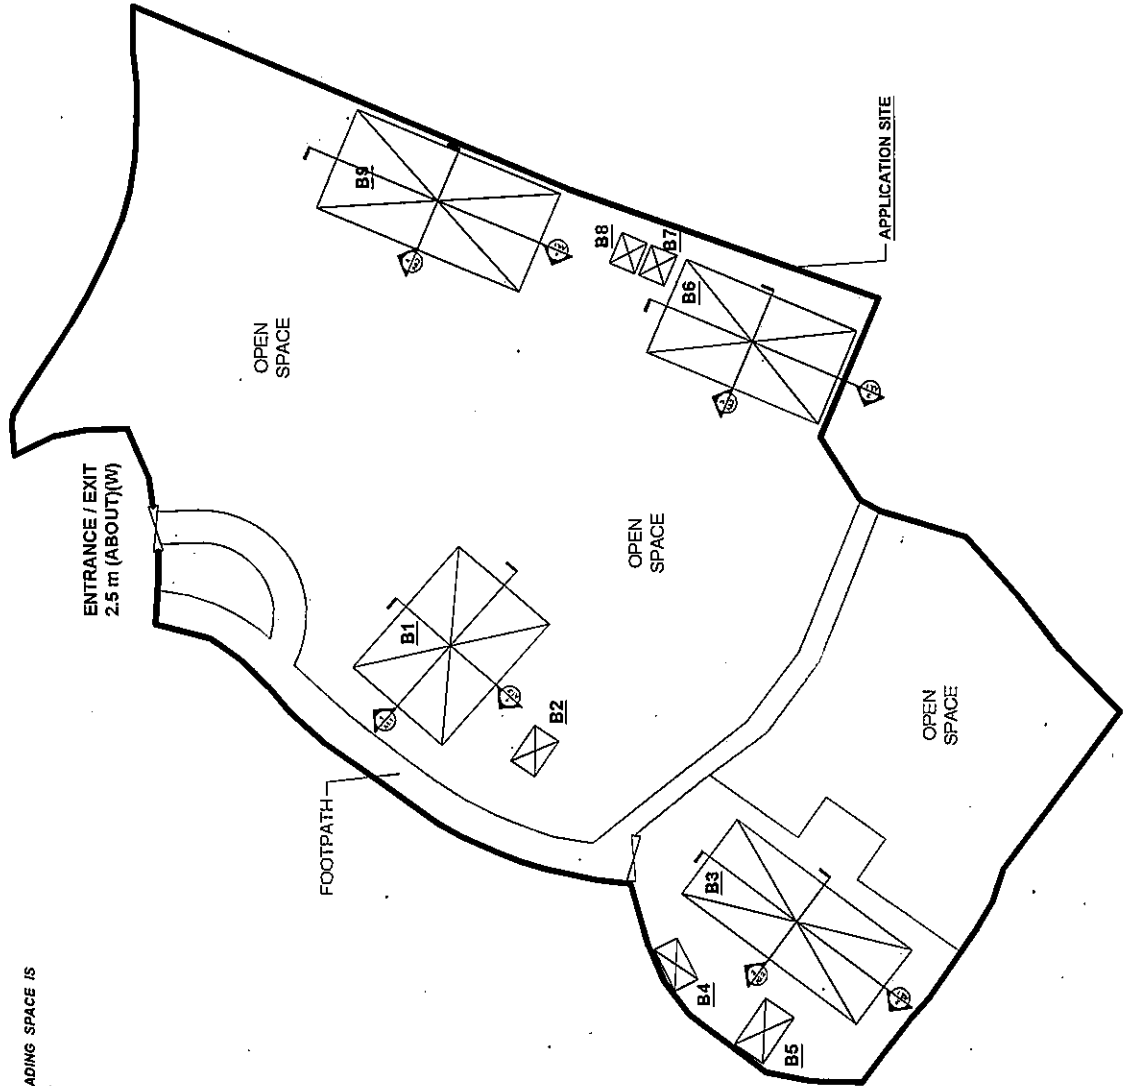 ADING SPACE IS
ENTRANCE / EXIT
2.5 m (ABOUT)(W)
FOOTPATH
APPLICATION SITE
OPEN
SPACE
OPEN
SPACE
OPEN
SPACE
B1
B2
B3
B4
B5
B6
B7
B8
B9